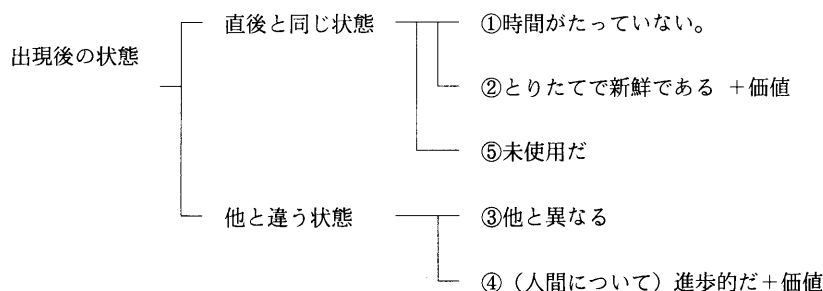 直後と同じ状態 ①時間がたっていない。
出現後の状態
②とりたてで新鮮である ＋価値
⑤未使用だ
他と違う状態 ③他と異なる
④（人間について）進歩的だ＋価値